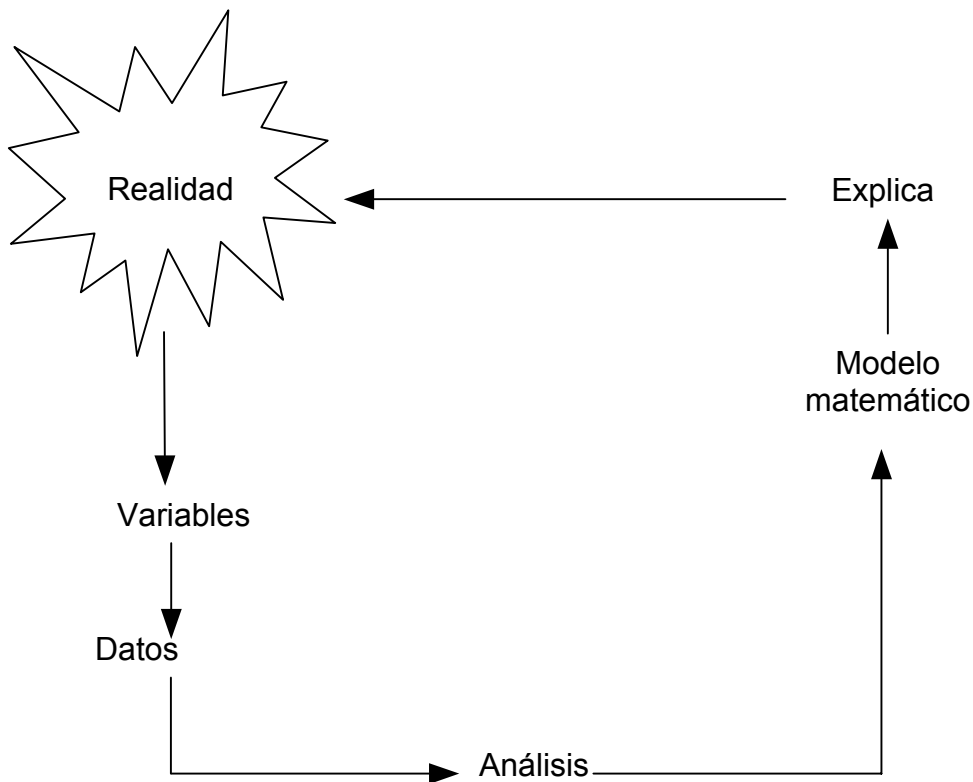 Realidad
Explica
Modelo
matemático
Variables
Datos
Análisis